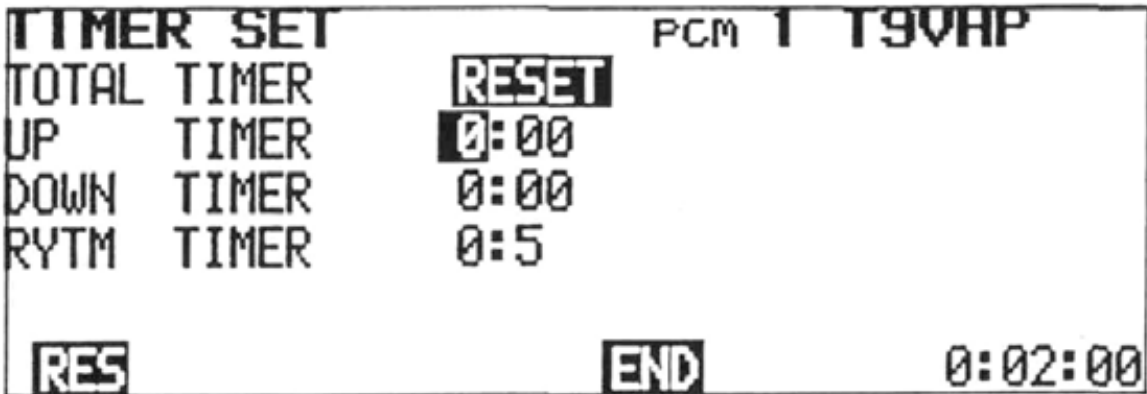 TIMER SET PCM 1 T9VAP
TOTAL TIMER RESET
UP TIMER 0:00
DOWN TIMER 0:00
RYTM TIMER 0:5
RES END 0:02:00